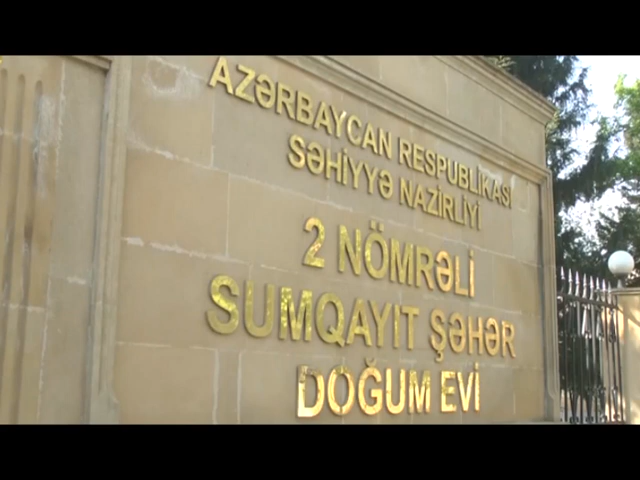 AZƏRBAYCAN RESPUBLİKASI
SƏHİYYƏ NAZİRLİYİ
2 NÖMRƏLİ
SUMQAYIT ŞƏHƏR
DOĞUM EVİ